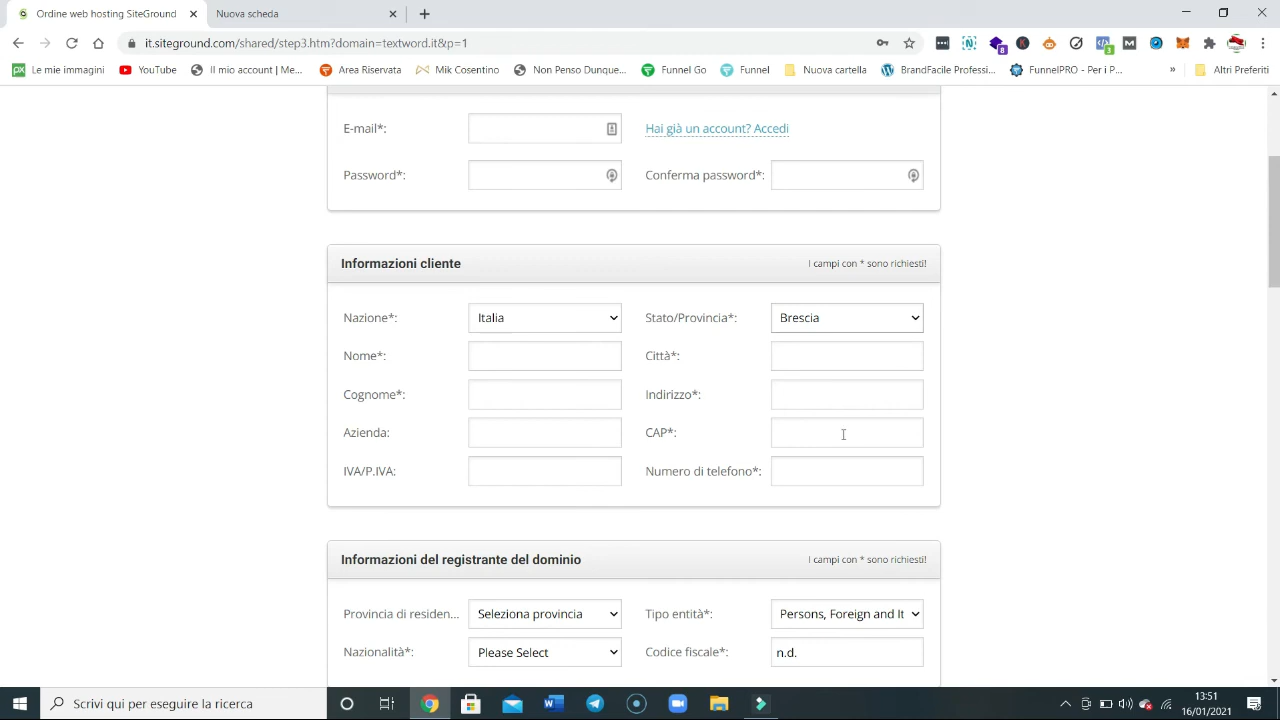 Ordine web hosting SiteGround
Nuova scheda
it.siteground.com/shared/step3.htm?domain=textword.it&p=1
8
3
Le mie immagini
YouTube
Il mio account | Me...
Area Riservata
Mik Cosentino
Non Penso Dunque...
Funnel Go
Funnel
Nuova cartella
BrandFacile Professi...
FunnelPRO - Per i P...
»
Altri Preferiti
E-mail*:
Hai già un account? Accedi
Password*:
Conferma password*:
Informazioni cliente
I campi con * sono richiesti!
Nazione*:
Italia
Stato/Provincia*:
Brescia
Nome*:
Città*:
Cognome*:
Indirizzo*:
Azienda:
CAP*:
IVA/P.IVA:
Numero di telefono*:
Informazioni del registrante del dominio
I campi con * sono richiesti!
Provincia di residen...
Seleziona provincia
Tipo entità*:
Persons, Foreign and It
Nazionalità*:
Please Select
Codice fiscale*:
n.d.
Scrivi qui per eseguire la ricerca
13:51
16/01/2021